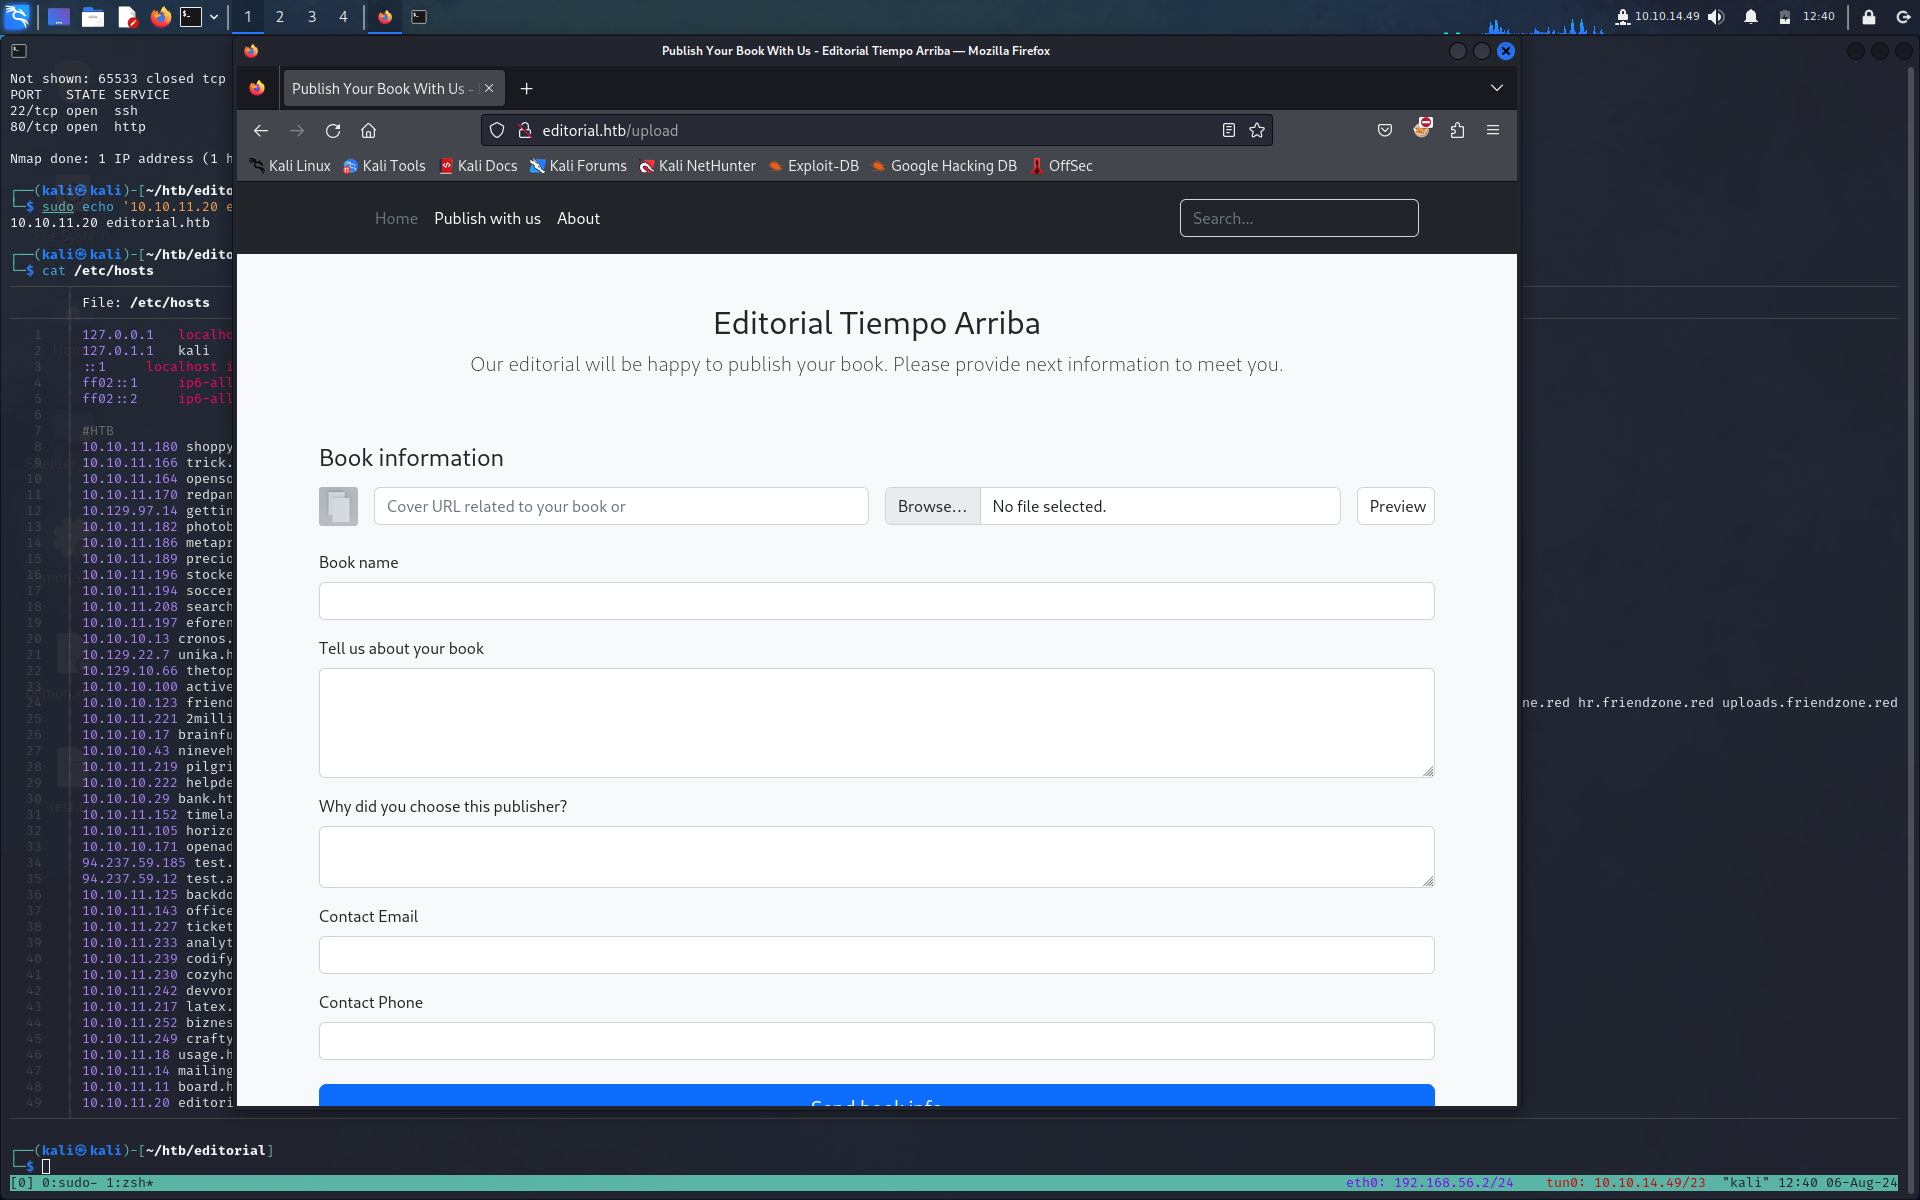 1 2 3 4
10.10.14.49
12:40
Publish Your Book With Us - Editorial Tiempo Arriba — Mozilla Firefox
Publish Your Book With Us -
editorial.htb/upload
Kali Linux Kali Tools Kali Docs Kali Forums Kali NetHunter Exploit-DB Google Hacking DB OffSec
Home Publish with us About
Search...
Editorial Tiempo Arriba
Our editorial will be happy to publish your book. Please provide next information to meet you.
Book information
Cover URL related to your book or
Browse... No file selected.
Preview
Book name
Tell us about your book
Why did you choose this publisher?
Contact Email
Contact Phone
Send book info
Not shown: 65533 closed tcp
PORT STATE SERVICE
22/tcp open ssh
80/tcp open http
Nmap done: 1 IP address (1 h
(kali㉿kali)-[~/htb/edito
$ sudo echo '10.10.11.20 e
10.10.11.20 editorial.htb
(kali㉿kali)-[~/htb/edito
$ cat /etc/hosts
File: /etc/hosts
1 127.0.0.1 localho
2 127.0.1.1 kali
3 ::1 localhost i
4 ff02::1 ip6-all
5 ff02::2 ip6-all
6
7 #HTB
8 10.10.11.180 shoppy
9 10.10.11.166 trick.
10 10.10.11.164 openso
11 10.10.11.170 redpan
12 10.129.97.14 gettin
13 10.10.11.182 photob
14 10.10.11.186 metapr
15 10.10.11.189 precio
16 10.10.11.196 stocke
17 10.10.11.194 soccer
18 10.10.11.208 search
19 10.10.11.197 eforen
20 10.10.10.13 cronos.
21 10.129.22.7 unika.h
22 10.129.10.66 thetop
23 10.10.10.100 active
24 10.10.10.123 friend
ne.red hr.friendzone.red uploads.friendzone.red
25 10.10.11.221 2milli
26 10.10.10.17 brainfu
27 10.10.10.43 nineveh
28 10.10.11.219 pilgri
29 10.10.10.222 helpde
30 10.10.10.29 bank.ht
31 10.10.11.152 timela
32 10.10.11.105 horizo
33 10.10.10.171 openad
34 94.237.59.185 test.
35 94.237.59.12 test.a
36 10.10.11.125 backdo
37 10.10.11.143 office
38 10.10.11.227 ticket
39 10.10.11.233 analyt
40 10.10.11.239 codify
41 10.10.11.230 cozyho
42 10.10.11.242 devvor
43 10.10.11.217 latex.
44 10.10.11.252 biznes
45 10.10.11.249 crafty
46 10.10.11.18 usage.h
47 10.10.11.14 mailing
48 10.10.11.11 board.h
49 10.10.11.20 editori
(kali㉿kali)-[~/htb/editorial]
$
[0] 0:sudo- 1:zsh*
eth0: 192.168.56.2/24 tun0: 10.10.14.49/23 "kali" 12:40 06-Aug-24